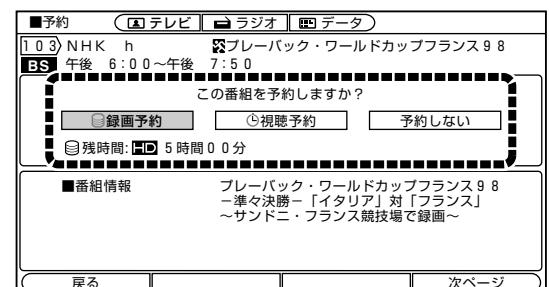 ■予約 テレビ ラジオ データ
103 NHK h プレーバック・ワールドカップフランス98
BS 午後 6:00~午後 7:50
この番組を予約しますか?
録画予約 視聴予約 予約しない
残時間:HD 5時間00分
■番組情報 プレーバック・ワールドカップフランス98
-準々決勝-「イタリア」対「フランス」
~サンドニ・フランス競技場で録画~
戻る 次ページ